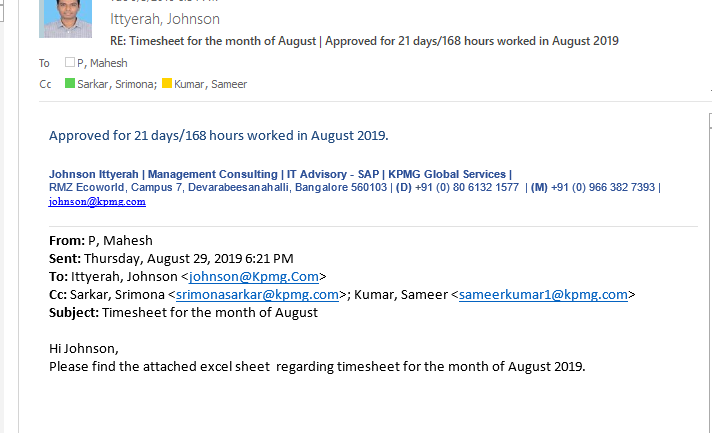 Ittyerah, Johnson
RE: Timesheet for the month of August | Approved for 21 days/168 hours worked in August 2019
To P, Mahesh
Cc Sarkar, Srimona; Kumar, Sameer
Approved for 21 days/168 hours worked in August 2019.
Johnson Ittyerah | Management Consulting | IT Advisory - SAP | KPMG Global Services |
RMZ Ecoworld, Campus 7, Devarabeesanahalli, Bangalore 560103 | (D) +91 (0) 80 6132 1577 | (M) +91 (0) 966 382 7393 |
johnson@kpmg.com
From: P, Mahesh
Sent: Thursday, August 29, 2019 6:21 PM
To: Ittyerah, Johnson <johnson@Kpmg.Com>
Cc: Sarkar, Srimona <srimonasarkar@kpmg.com>; Kumar, Sameer <sameerkumar1@kpmg.com>
Subject: Timesheet for the month of August
Hi Johnson,
Please find the attached excel sheet  regarding timesheet for the month of August 2019.